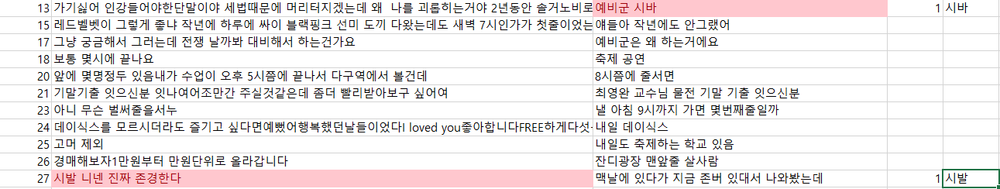 13 가기싫어 인강들어야한단말이야 세법때문에 머리터지겠는데 왜 나를 괴롭히는거야 2년동안 솔거노비로 예비군 시바 1 시바
15 레드벨벳이 그렇게 좋냐 작년에 하루에 싸이 블랙핑크 선미 도끼 다왔는데도 새벽 7시인가가 첫줄이었는 얘들아 작년에도 안그랬어
17 그냥 궁금해서 그러는데 전쟁 날까봐 대비해서 하는건가요 예비군은 왜 하는거에요
18 보통 몇시에 끝나요 축제 공연
20 앞에 몇명정두 있음내가 수업이 오후 5시쯤에 끝나서 다구역에서 볼건데 8시쯤에 줄서면
21 기말기출 잇으신분 잇나여어조만간 주실것같은데 좀더 빨리받아보구 싶어여 최영완 교수님 물전 기말 기출 잇으신분
23 아니 무슨 벌써줄을서누 낼 아침 9시까지 가면 몇번째줄일까
24 데이식스를 모르시더라도 즐기고 싶다면예뻤어행복했던날들이었다I loved you좋아합니다FREE하게다섯 내일 데이식스
25 고머 제외 내일도 축제하는 학교 있음
26 경매해보자1만원부터 만원단위로 올라갑니다 잔디광장 맨앞줄 살사람
27 시발 니넨 진짜 존경한다 맥날에 있다가 지금 존버 있대서 나와봤는데 1 시발